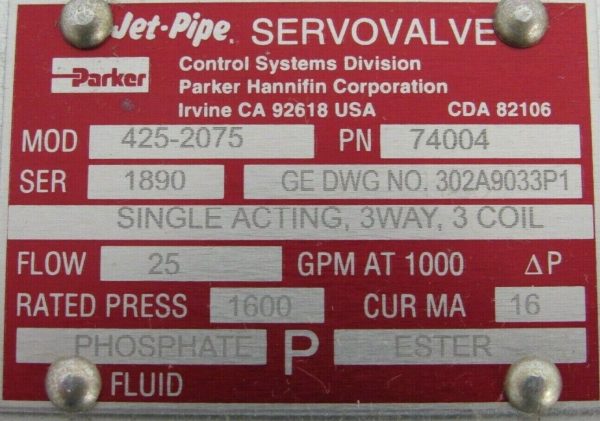 Jet-Pipe. SERVOVALVE
Parker
Control Systems Division
Parker Hannifin Corporation
Irvine CA 92618 USA CDA 82106
MOD 425-2075 PN 74004
SER 1890 GE DWG NO. 302A9033P1
SINGLE ACTING, 3WAY, 3 COIL
FLOW 25 GPM AT 1000 ΔP
RATED PRESS 1600 CUR MA 16
PHOSPHATE P ESTER
FLUID